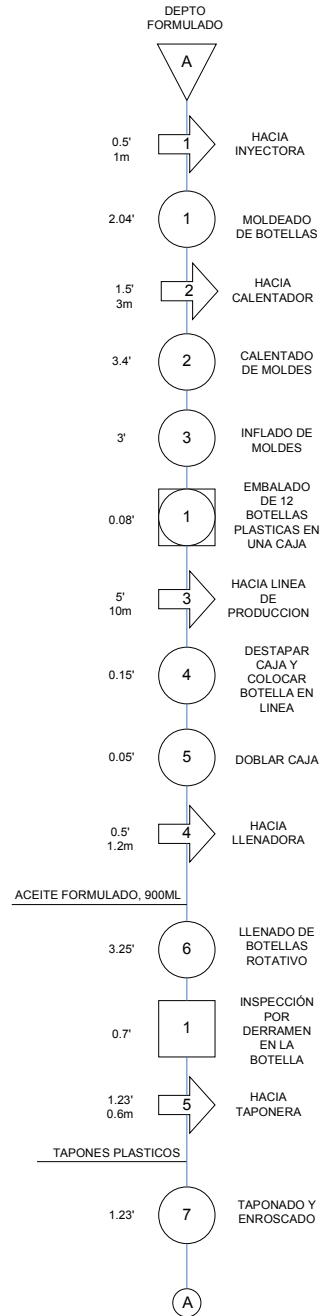 DEPTO
FORMULADO
A
0.5'
1m
1
HACIA
INYECTORA
2.04'
1
MOLDEADO
DE BOTELLAS
1.5'
3m
2
HACIA
CALENTADOR
3.4'
2
CALENTADO
DE MOLDES
3'
3
INFLADO DE
MOLDES
0.08'
1
EMBALADO
DE 12
BOTELLAS
PLASTICAS EN
UNA CAJA
5'
10m
3
HACIA LINEA
DE
PRODUCCION
0.15'
4
DESTAPAR
CAJA Y
COLOCAR
BOTELLA EN
LINEA
0.05'
5
DOBLAR CAJA
0.5'
1.2m
4
HACIA
LLENADORA
ACEITE FORMULADO, 900ML
3.25'
6
LLENADO DE
BOTELLAS
ROTATIVO
0.7'
1
INSPECCIÓN
POR
DERRAMEN
EN LA
BOTELLA
1.23'
0.6m
5
HACIA
TAPONERA
TAPONES PLASTICOS
1.23'
7
TAPONADO Y
ENROSCADO
A